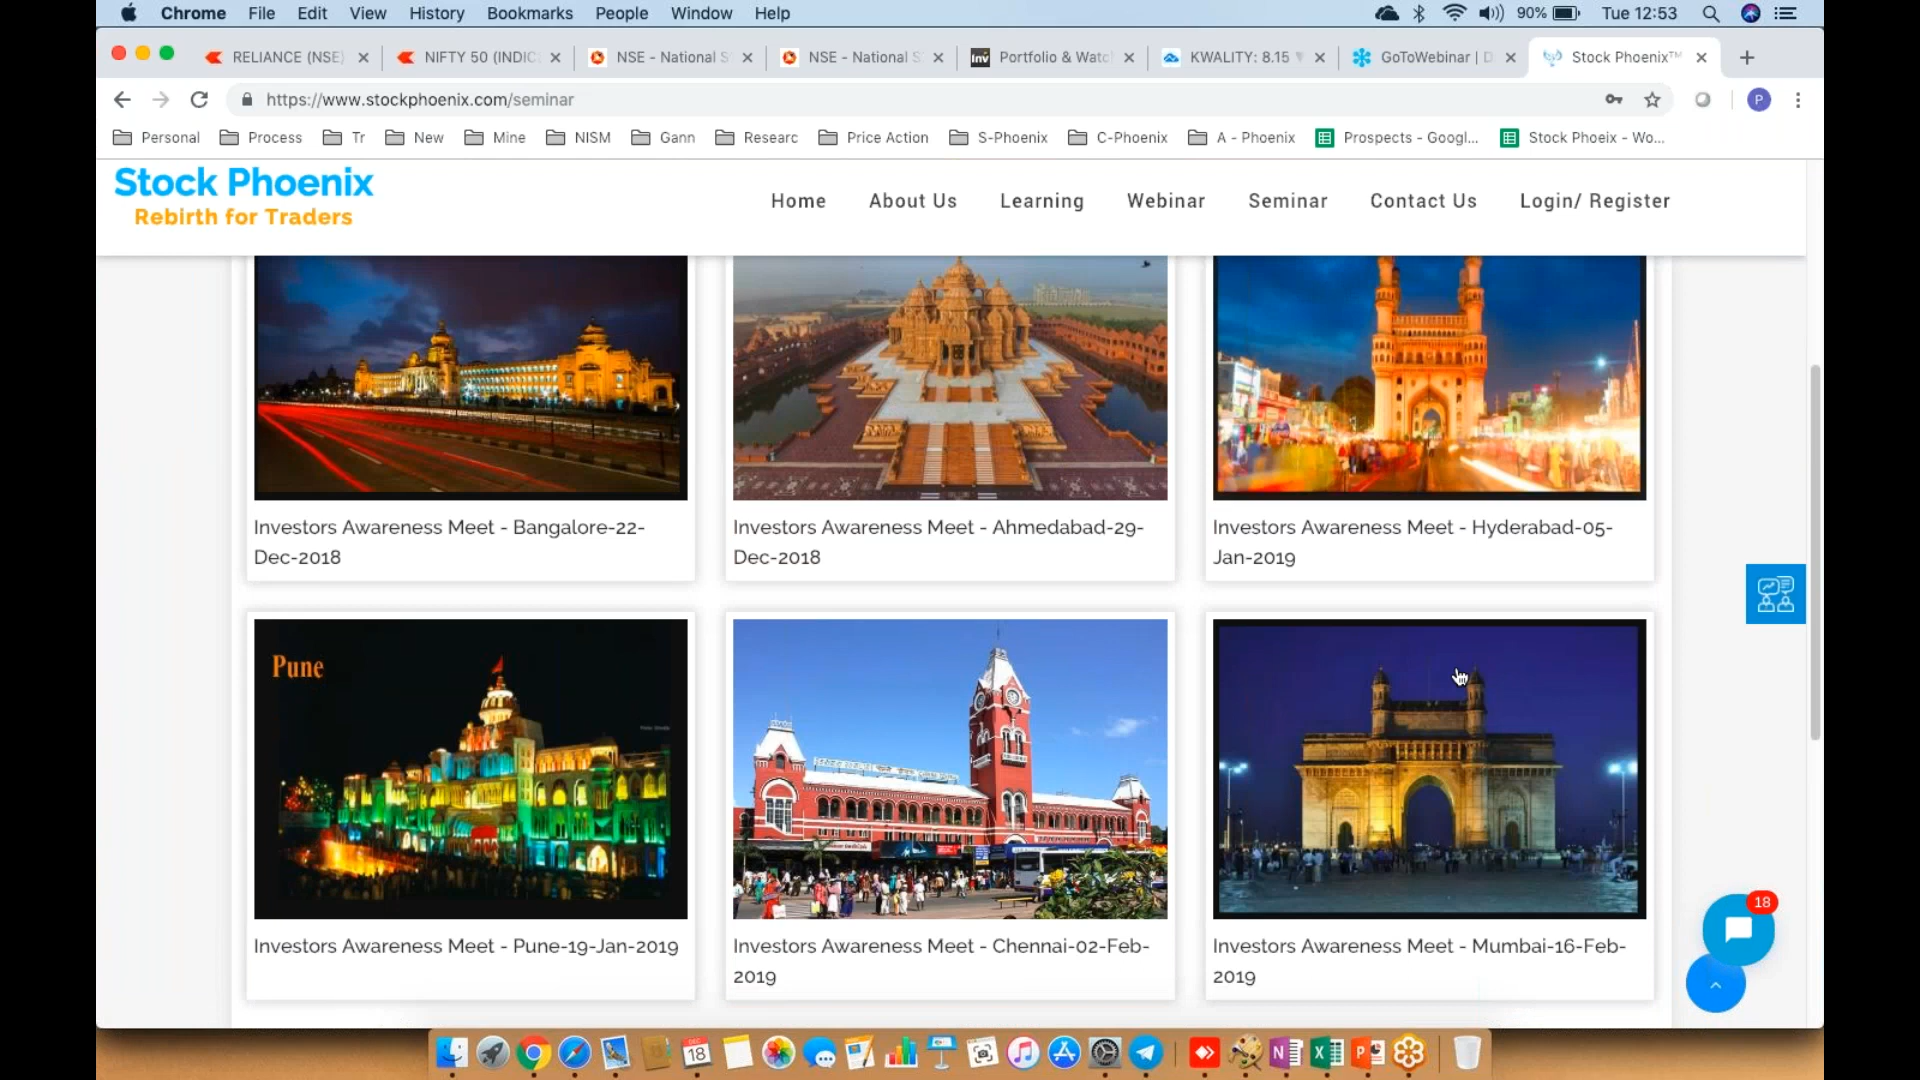 Chrome File Edit View History Bookmarks People Window Help
90% Tue 12:53
RELIANCE (NSE)
NIFTY 50 (INDIC
NSE - National S
NSE - National S
inv Portfolio & Watc
KWALITY: 8.15
GoToWebinar | D
Stock Phoenix™
https://www.stockphoenix.com/seminar
P
Personal Process Tr New Mine NISM Gann Researc Price Action S-Phoenix C-Phoenix A - Phoenix Prospects - Googl... Stock Phoeix - Wo...
Stock Phoenix
Rebirth for Traders
Home About Us Learning Webinar Seminar Contact Us Login/ Register
Investors Awareness Meet - Bangalore-22-
Dec-2018
Investors Awareness Meet - Ahmedabad-29-
Dec-2018
Investors Awareness Meet - Hyderabad-05-
Jan-2019
Pune
Investors Awareness Meet - Pune-19-Jan-2019
Investors Awareness Meet - Chennai-02-Feb-
2019
Investors Awareness Meet - Mumbai-16-Feb-
2019
18
DEC
18
N
X
P